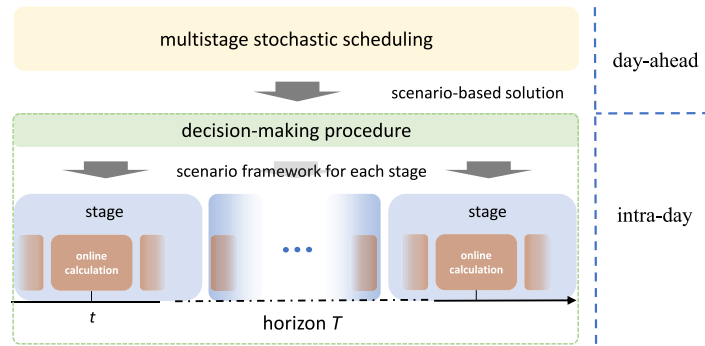 multistage stochastic scheduling
day-ahead
scenario-based solution
decision-making procedure
scenario framework for each stage
stage
stage
intra-day
online
calculation
...
online
calculation
t
horizon T